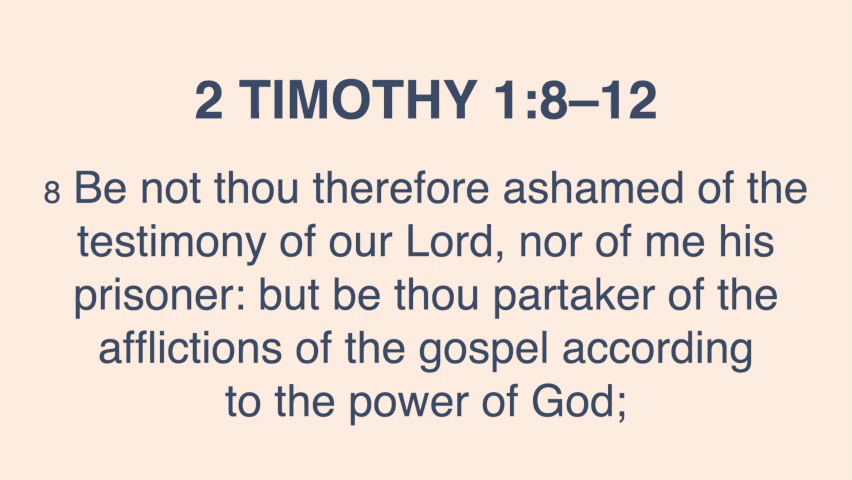 2 TIMOTHY 1:8–12
8 Be not thou therefore ashamed of the
testimony of our Lord, nor of me his
prisoner: but be thou partaker of the
afflictions of the gospel according
to the power of God;